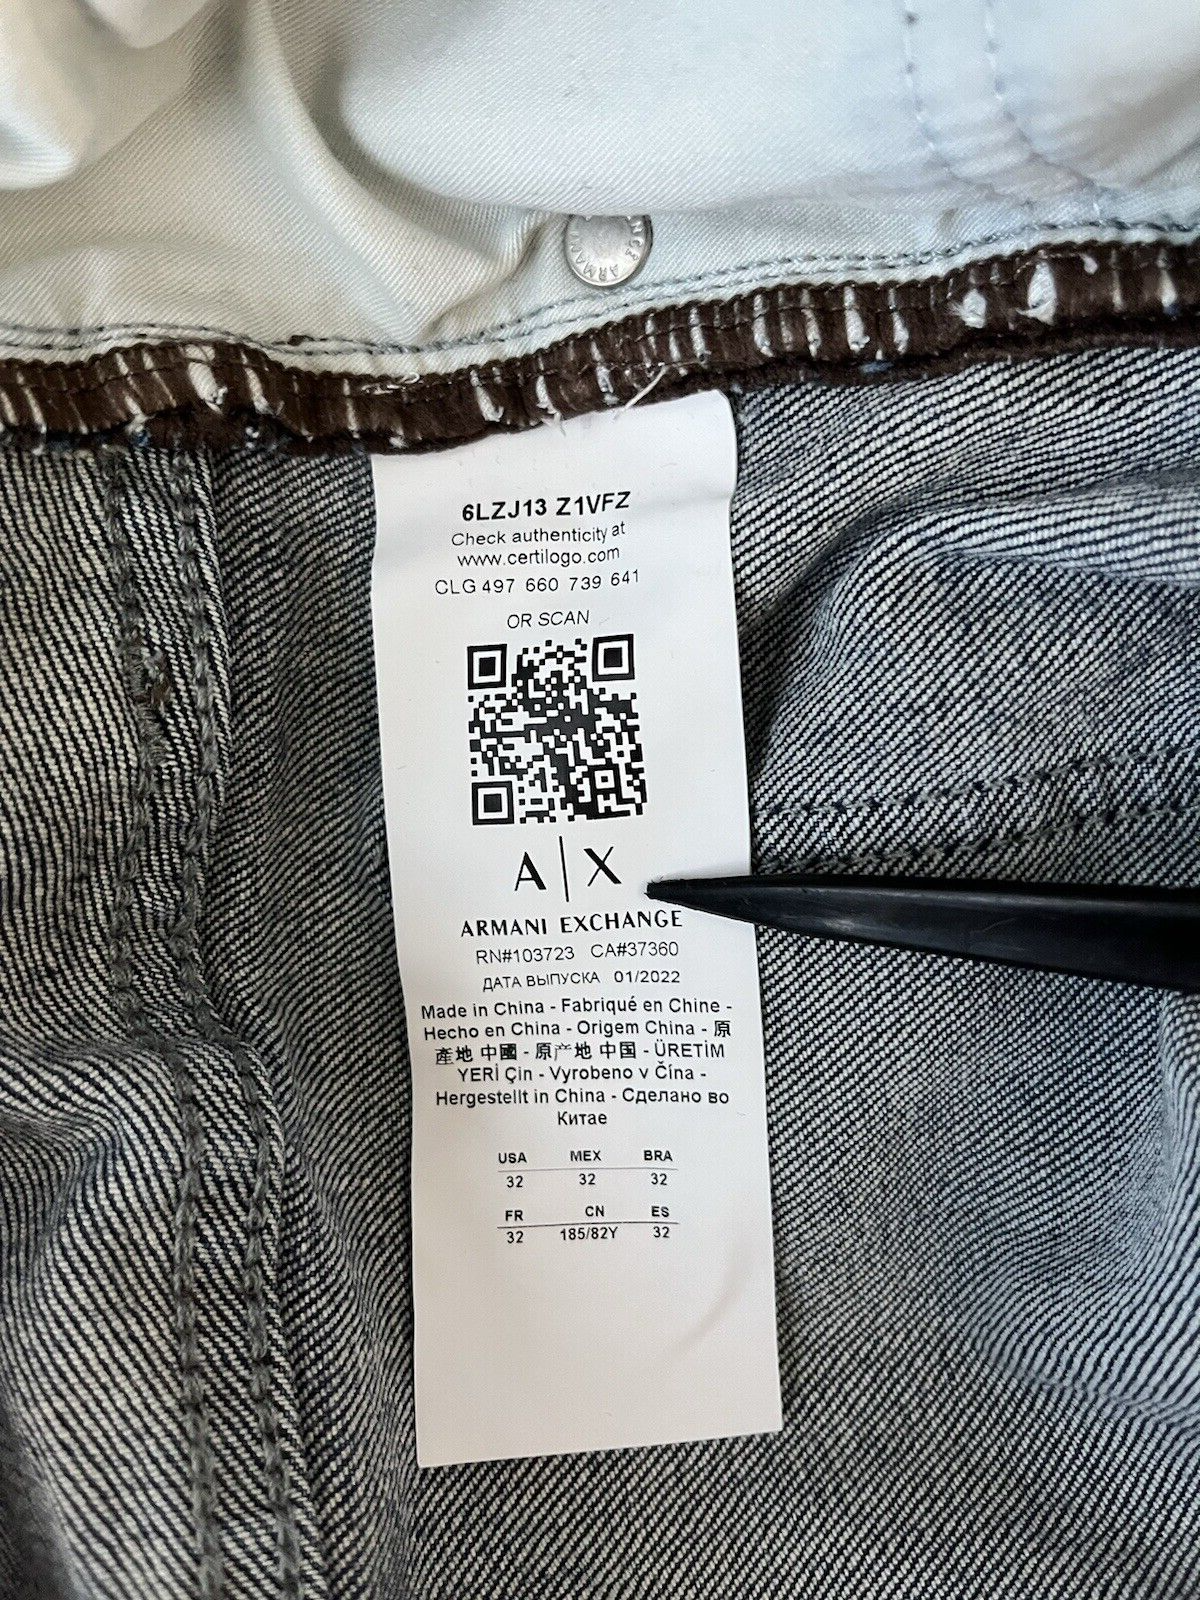 NCE ARMANI
6LZJ13 Z1VFZ
Check authenticity at
www.certilogo.com
CLG 497 660 739 641
OR SCAN
A|X
ARMANI EXCHANGE
RN#103723 CA#37360
ДАТА ВЫПУСКА 01/2022
Made in China - Fabriqué en Chine -
Hecho en China - Origem China - 原
產地 中國 - 原产地 中国 - ÜRETİM
YERİ Çin - Vyrobeno v Čína -
Hergestellt in China - Сделано во
Китае
USA MEX BRA
32 32 32
FR CN ES
32 185/82Y 32